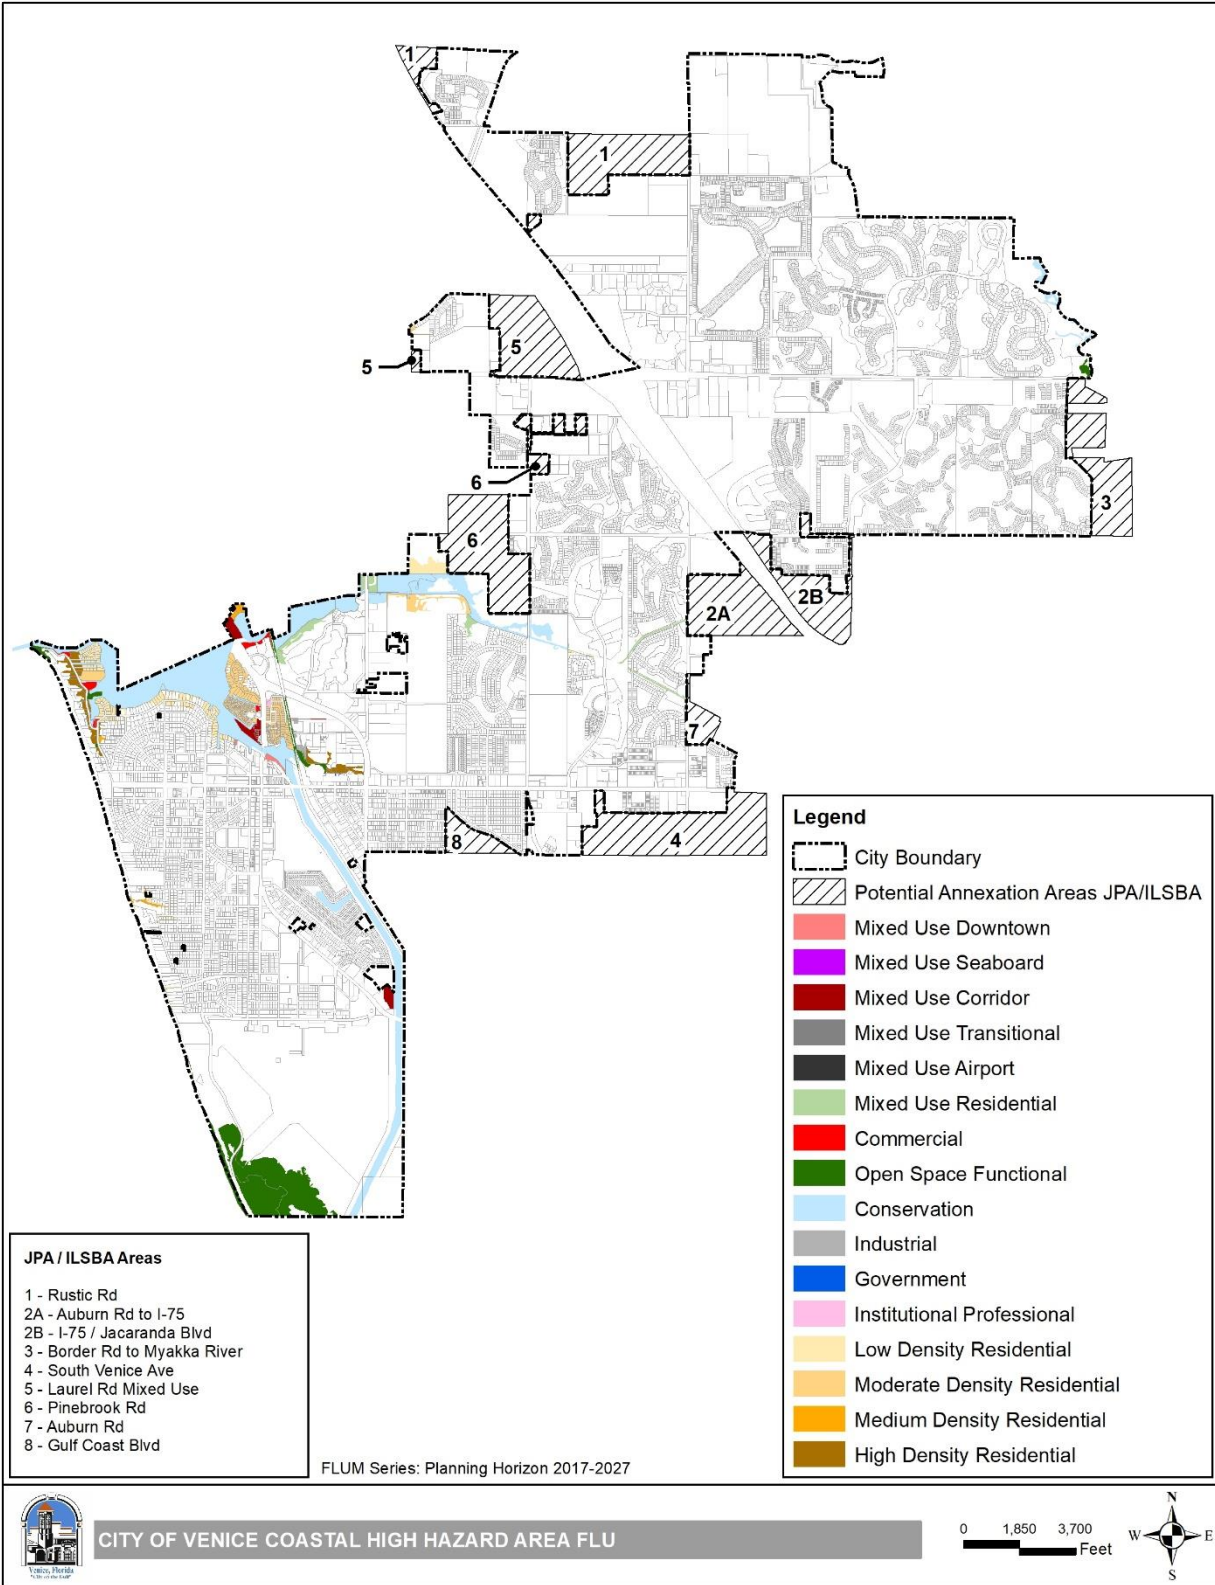 1
1
5
5
6
6
3
2A
2B
7
8
4
Legend
City Boundary
Potential Annexation Areas JPA/ILSBA
Mixed Use Downtown
Mixed Use Seaboard
Mixed Use Corridor
Mixed Use Transitional
Mixed Use Airport
Mixed Use Residential
Commercial
Open Space Functional
Conservation
Industrial
Government
Institutional Professional
Low Density Residential
Moderate Density Residential
Medium Density Residential
High Density Residential
JPA / ILSBA Areas
1 - Rustic Rd
2A - Auburn Rd to I-75
2B - I-75 / Jacaranda Blvd
3 - Border Rd to Myakka River
4 - South Venice Ave
5 - Laurel Rd Mixed Use
6 - Pinebrook Rd
7 - Auburn Rd
8 - Gulf Coast Blvd
FLUM Series: Planning Horizon 2017-2027
Venice, Florida
"City on the Gulf"
CITY OF VENICE COASTAL HIGH HAZARD AREA FLU
0 1,850 3,700
Feet
N
W E
S